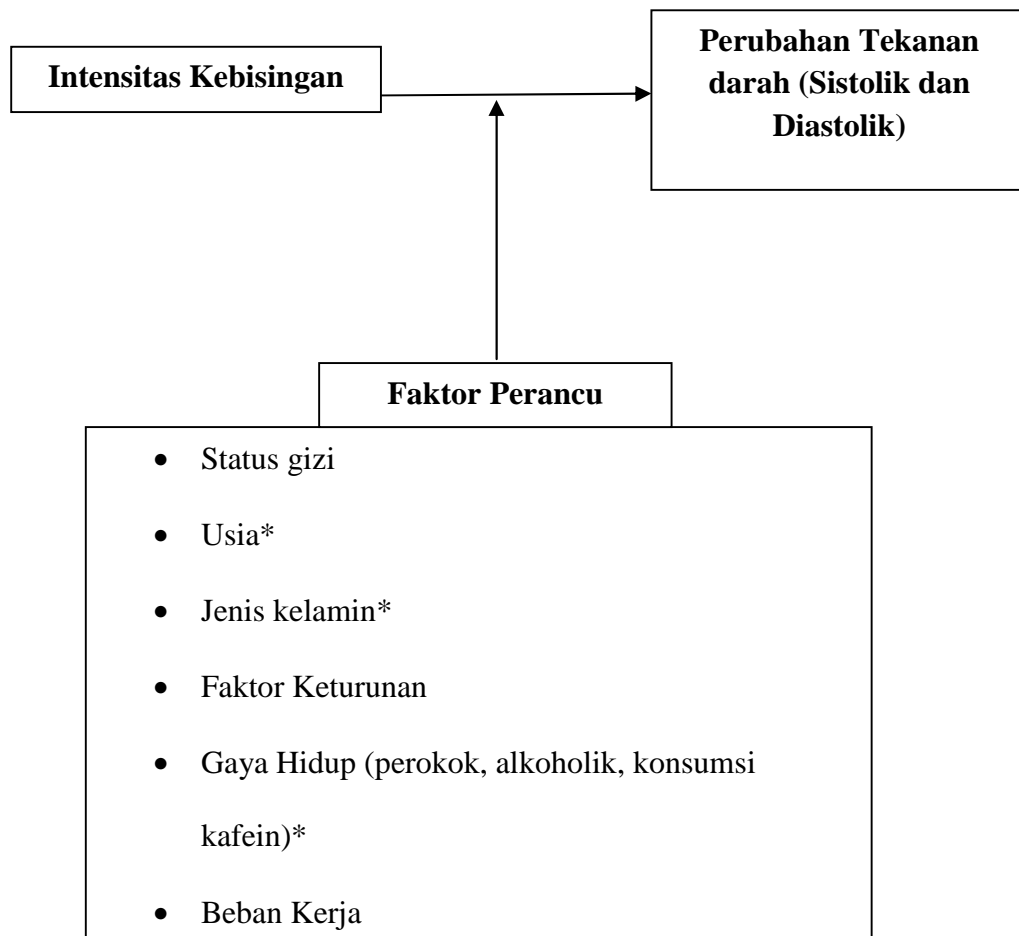 Intensitas Kebisingan
Perubahan Tekanan
darah (Sistolik dan
Diastolik)
Faktor Perancu
• Status gizi
• Usia*
• Jenis kelamin*
• Faktor Keturunan
• Gaya Hidup (perokok, alkoholik, konsumsi
kafein)*
• Beban Kerja